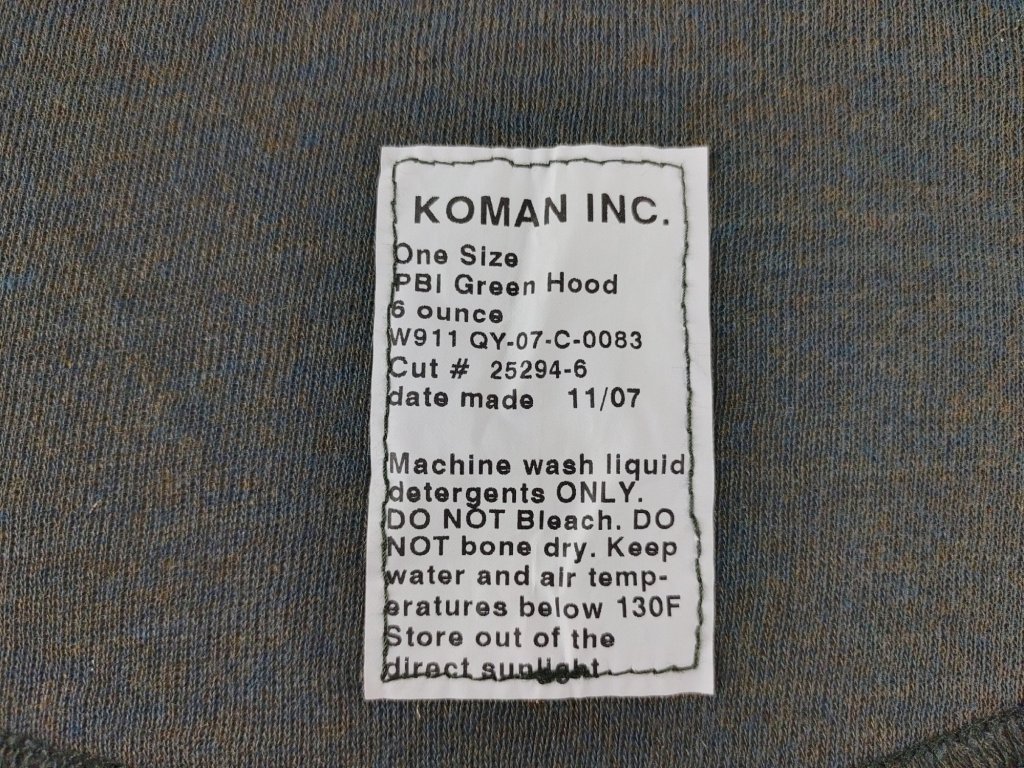 KOMAN INC.
One Size
PBI Green Hood
6 ounce
W911 QY-07-C-0083
Cut # 25294-6
date made 11/07
Machine wash liquid
detergents ONLY.
DO NOT Bleach. DO
NOT bone dry. Keep
water and air temp-
eratures below 130F
Store out of the
direct sunlight